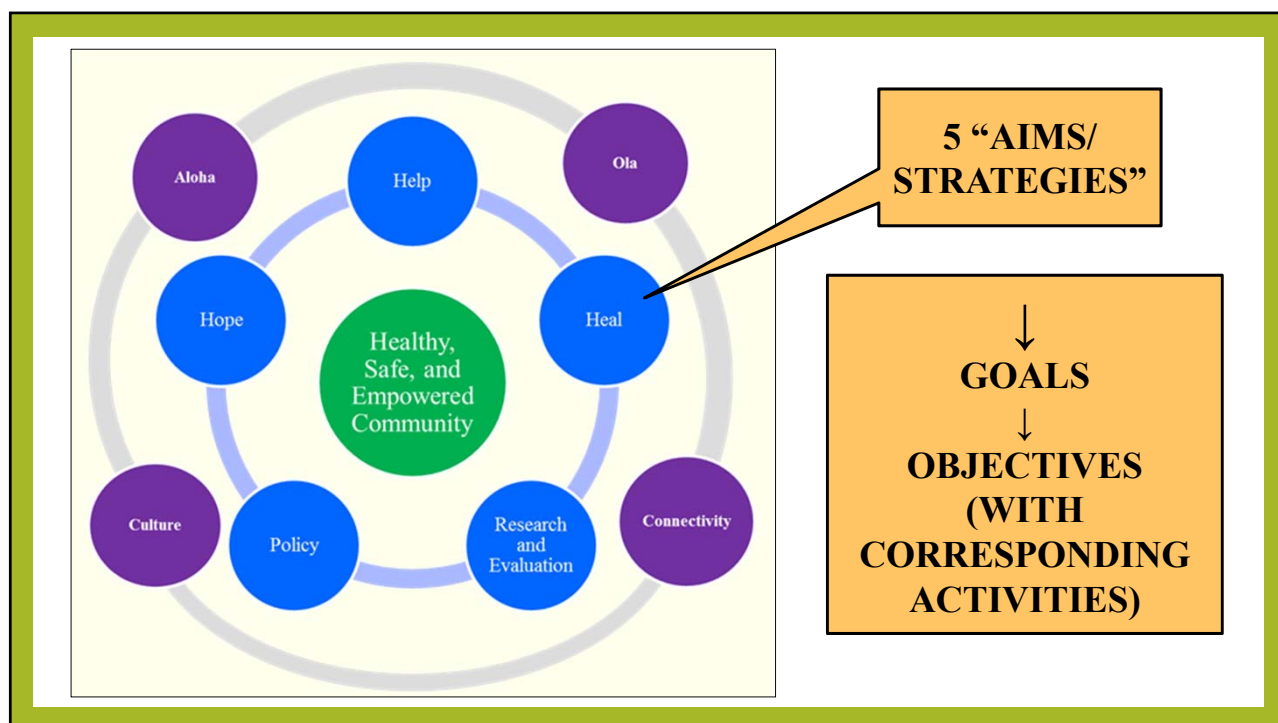 Aloha
Help
Ola
Hope
Heal
Healthy,
Safe, and
Empowered
Community
Culture
Policy
Research
and
Evaluation
Connectivity
5 “AIMS/
STRATEGIES”
↓
GOALS
↓
OBJECTIVES
(WITH
CORRESPONDING
ACTIVITIES)